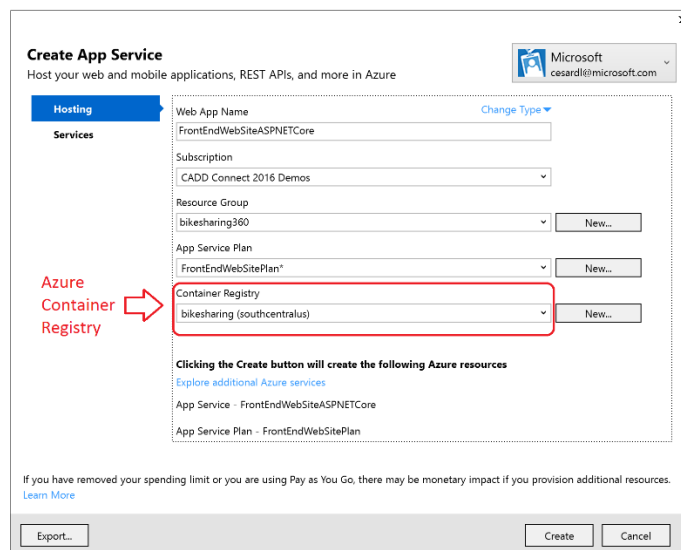 Create App Service
Host your web and mobile applications, REST APIs, and more in Azure
Microsoft
cesardl@microsoft.com
Hosting
Services
Web App Name
Change Type
FrontEndWebSiteASPNETCore
Subscription
CADD Connect 2016 Demos
Resource Group
bikesharing360
New...
App Service Plan
FrontEndWebSitePlan*
New...
Azure
Container
Registry
Container Registry
bikesharing (southcentralus)
New...
Clicking the Create button will create the following Azure resources
Explore additional Azure services
App Service - FrontEndWebSiteASPNETCore
App Service Plan - FrontEndWebSitePlan
If you have removed your spending limit or you are using Pay as You Go, there may be monetary impact if you provision additional resources.
Learn More
Export...
Create
Cancel